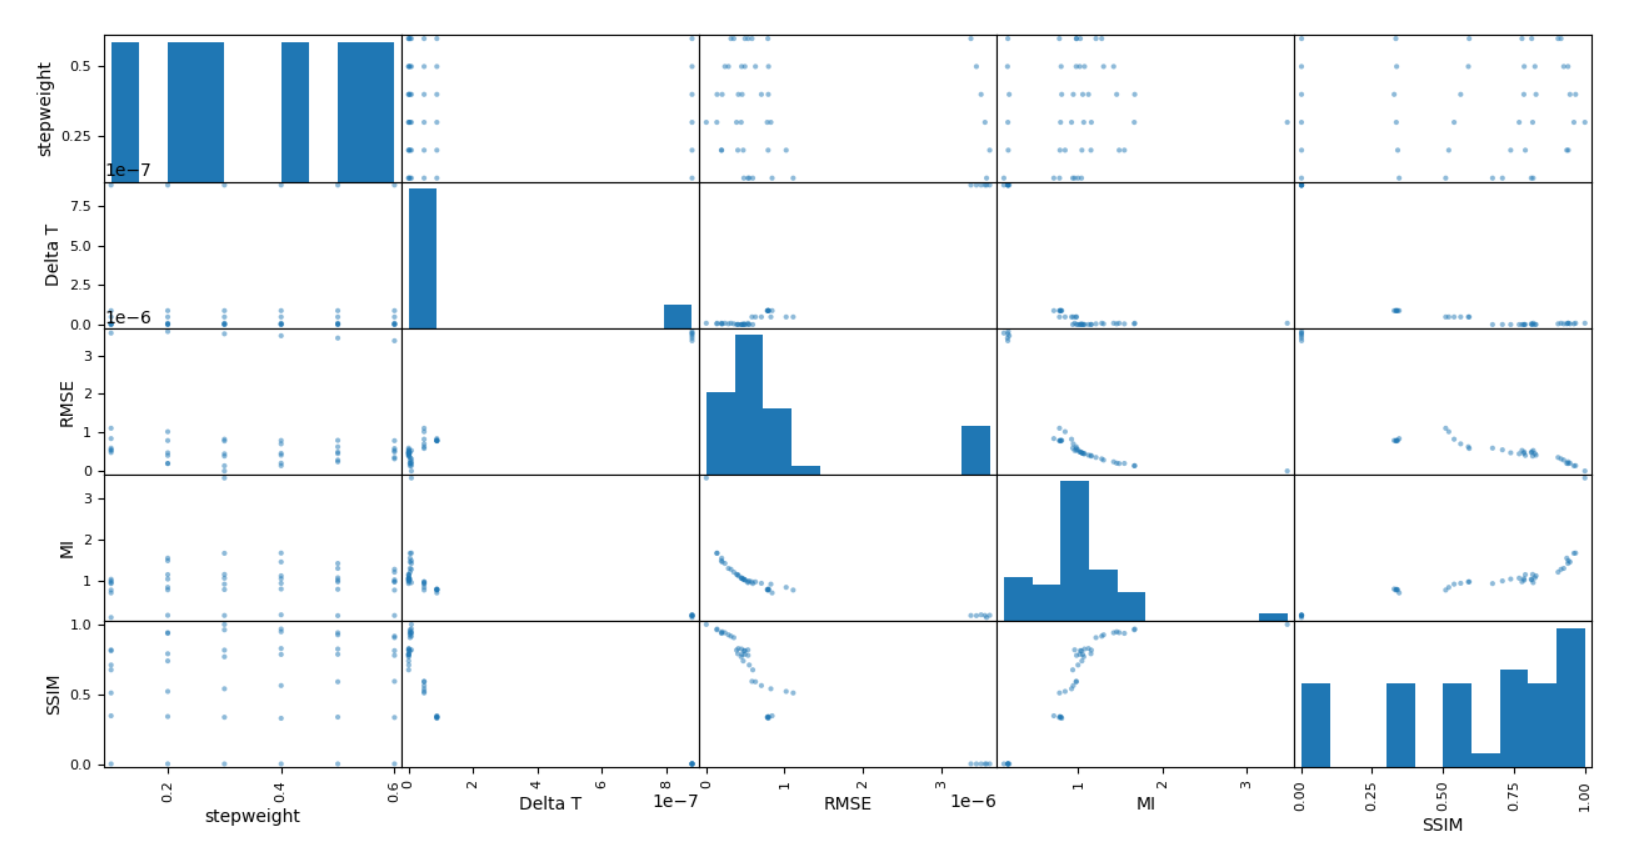 stepweight
0.5
0.25
1e−7
Delta T
7.5
5.0
2.5
0.0
1e−6
RMSE
3
2
1
0
MI
3
2
1
SSIM
1.0
0.5
0.0
0.2 0.4 0.6 0 2 4 6 8 0 1 2 3 1 2 3 0.00 0.25 0.50 0.75 1.00
1e−7 1e−6
stepweight Delta T RMSE MI SSIM